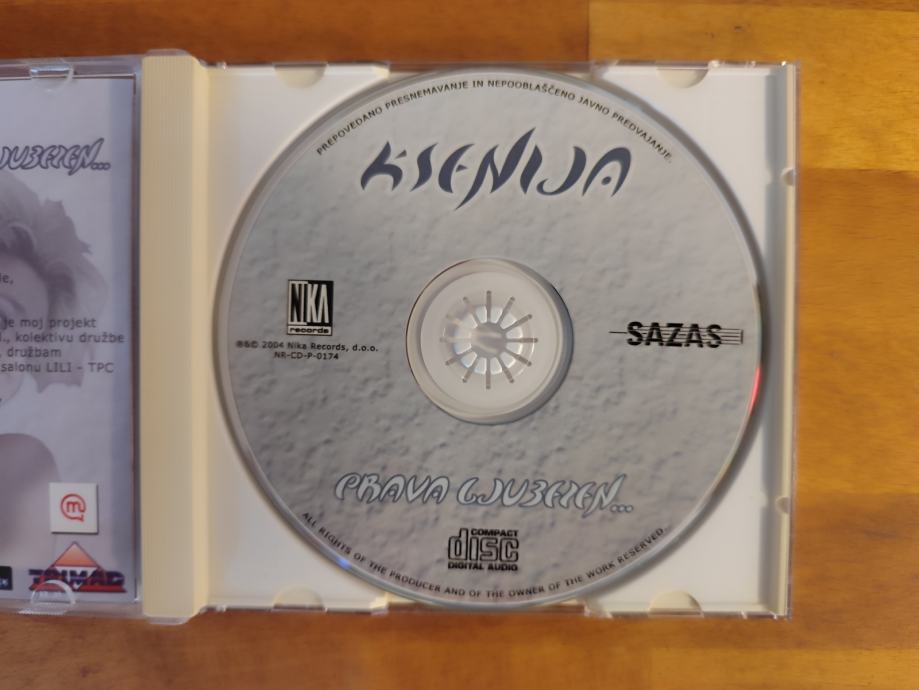 ...
le,
je moj projekt
kolektivu družbe
družbam
salonu LILI - TPC
m
PREPOVEDANO PRESNEMAVANJE IN NEPOOBLAŠČENO JAVNO PREDVAJANJE.
KSENIJA
NIKA
records
℗© 2004 Nika Records, d.o.o.
NR-CD-P-0174
SAZAS
PRAVA LJUBEZEN...
COMPACT
disc
DIGITAL AUDIO
ALL RIGHTS OF THE PRODUCER AND OF THE OWNER OF THE WORK RESERVED.